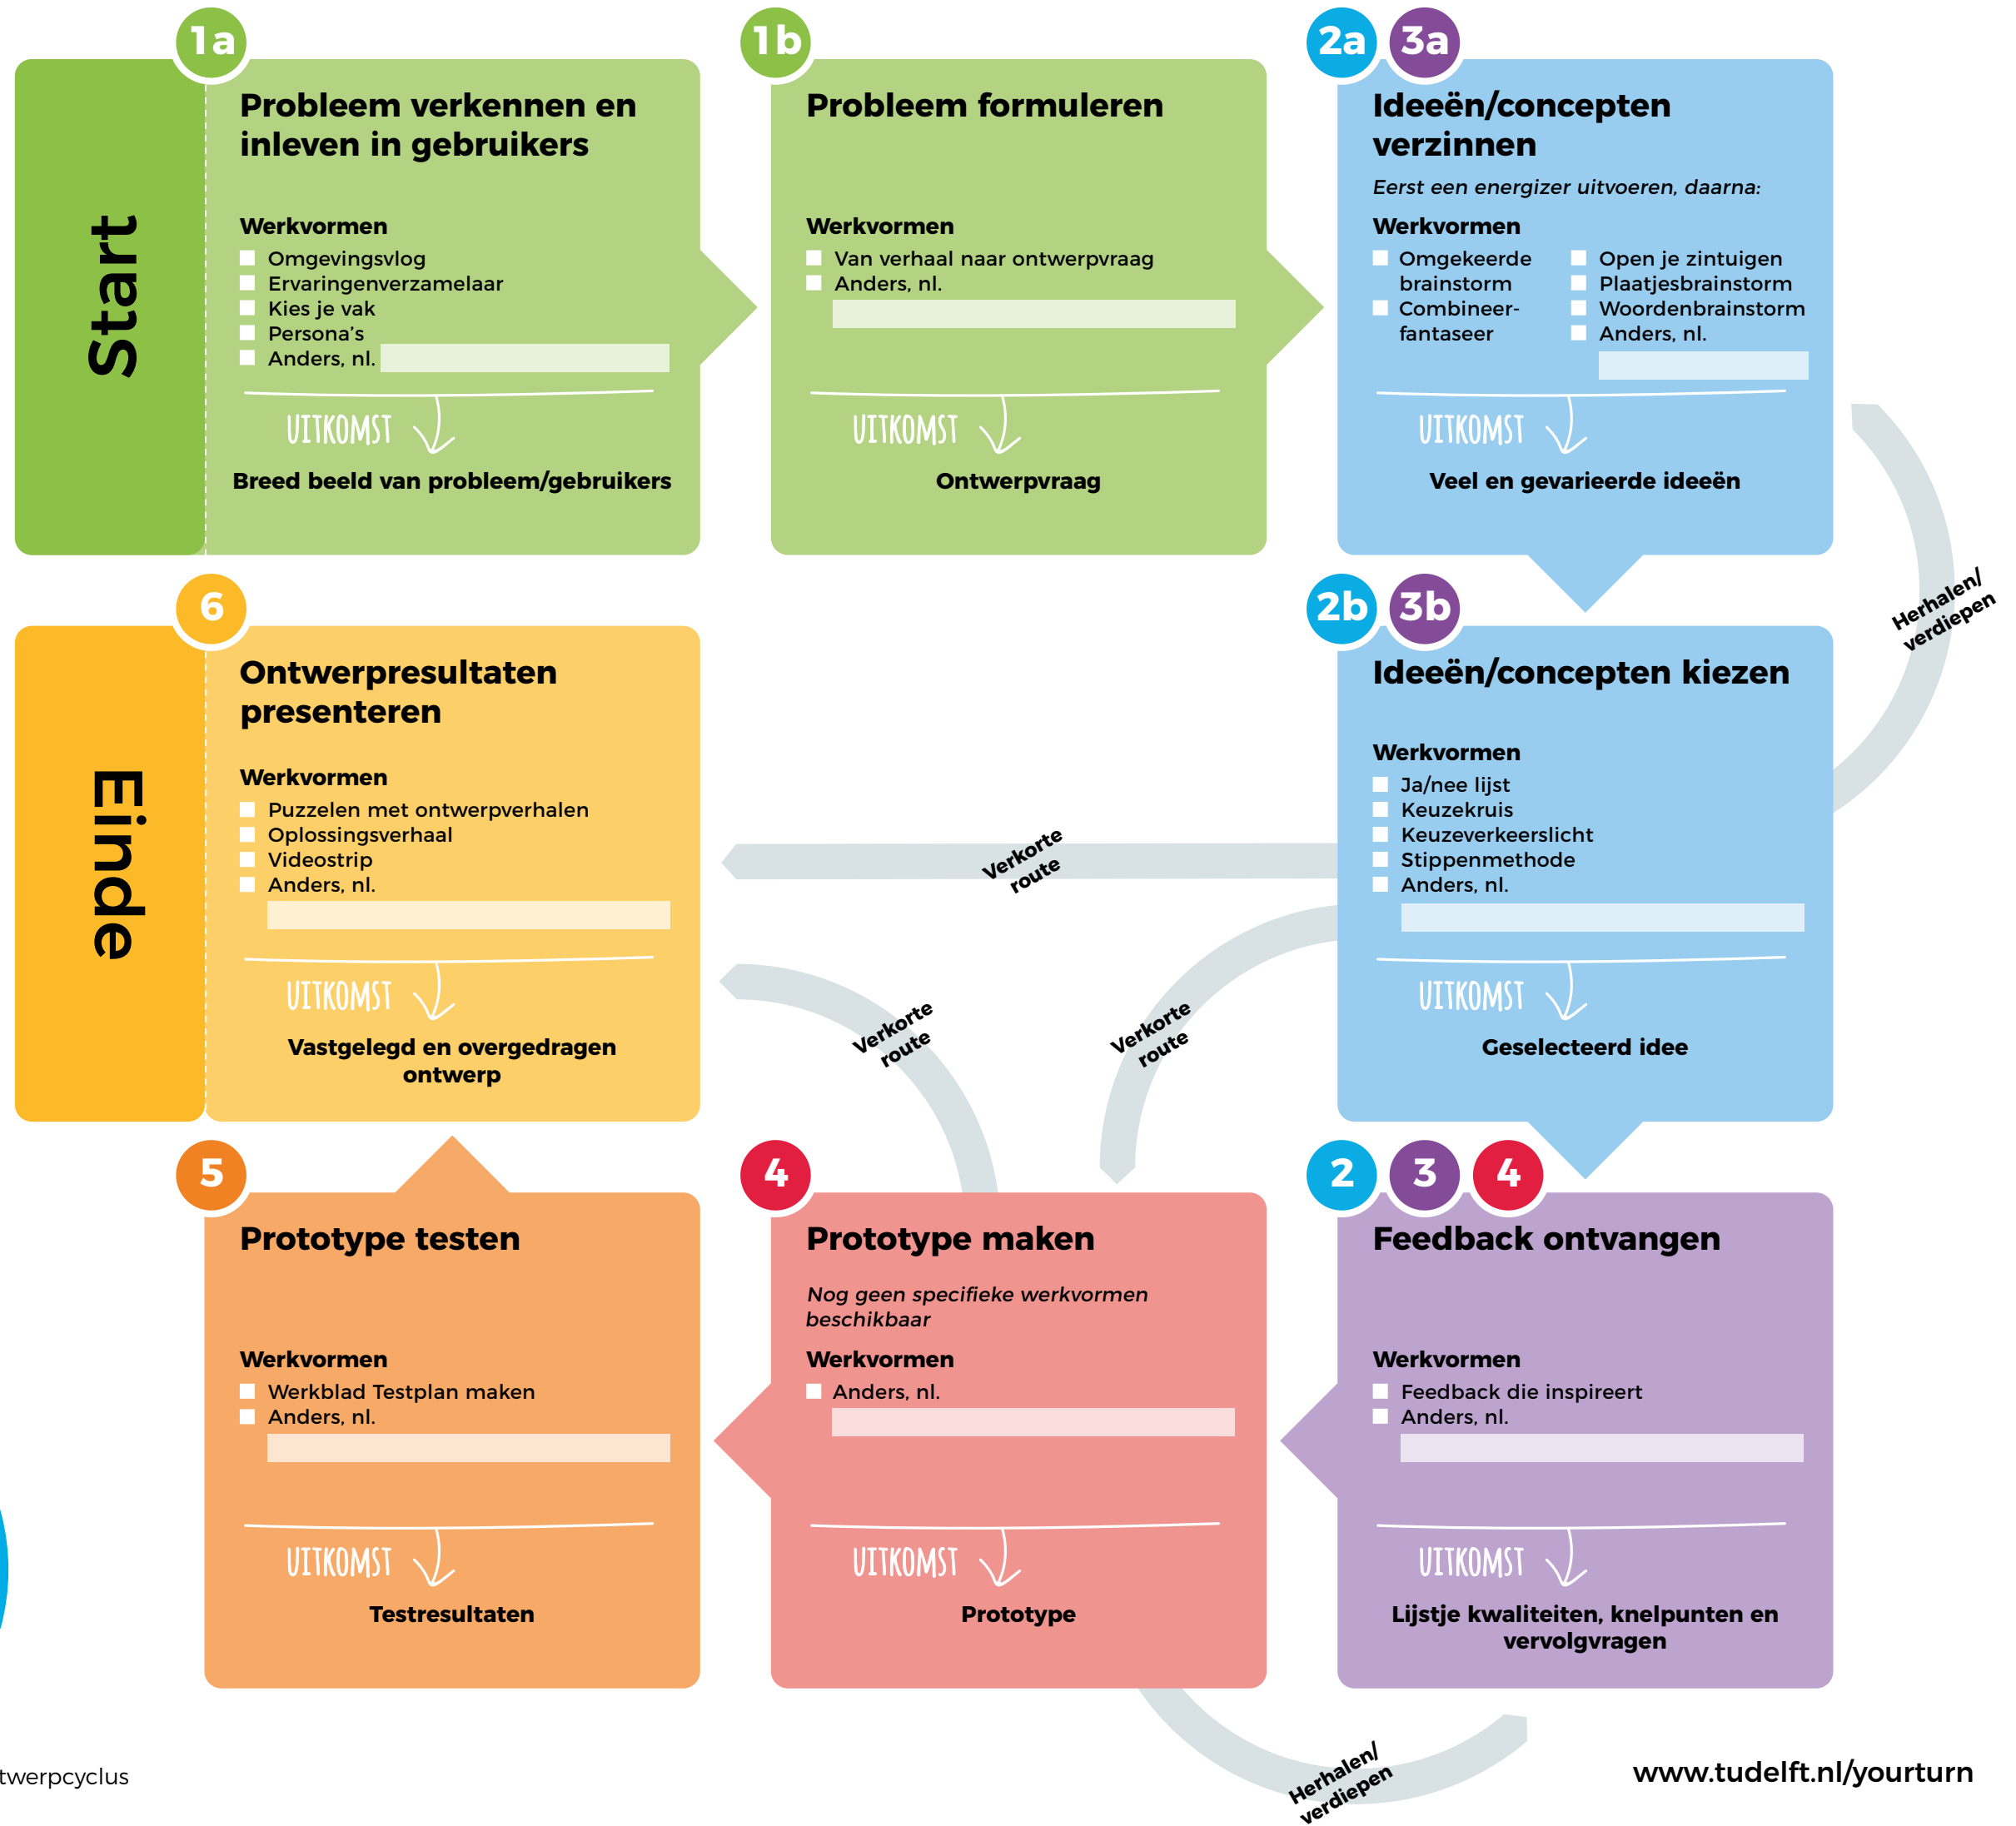 Start
1a
Probleem verkennen en
inleven in gebruikers
Werkvormen
Omgevingsvlog
Ervaringenverzamelaar
Kies je vak
Persona's
Anders, nl.
UITKOMST
Breed beeld van probleem/gebruikers
1b
Probleem formuleren
Werkvormen
Van verhaal naar ontwerpvraag
Anders, nl.
UITKOMST
Ontwerpvraag
2a 3a
Ideeën/concepten
verzinnen
Eerst een energizer uitvoeren, daarna:
Werkvormen
Omgekeerde
brainstorm
Combineer-
fantaseer
Open je zintuigen
Plaatjesbrainstorm
Woordenbrainstorm
Anders, nl.
UITKOMST
Veel en gevarieerde ideeën
Herhalen/
verdiepen
2b 3b
Ideeën/concepten kiezen
Werkvormen
Ja/nee lijst
Keuzekruis
Keuzeverkeerslicht
Stippenmethode
Anders, nl.
UITKOMST
Geselecteerd idee
Verkorte
route
Verkorte
route
Verkorte
route
2 3 4
Feedback ontvangen
Werkvormen
Feedback die inspireert
Anders, nl.
UITKOMST
Lijstje kwaliteiten, knelpunten en
vervolgvragen
4
Prototype maken
Nog geen specifieke werkvormen
beschikbaar
Werkvormen
Anders, nl.
UITKOMST
Prototype
Herhalen/
verdiepen
5
Prototype testen
Werkvormen
Werkblad Testplan maken
Anders, nl.
UITKOMST
Testresultaten
Einde
6
Ontwerpresultaten
presenteren
Werkvormen
Puzzelen met ontwerpverhalen
Oplossingsverhaal
Videostrip
Anders, nl.
UITKOMST
Vastgelegd en overgedragen
ontwerp
twerpcyclus
www.tudelft.nl/yourturn